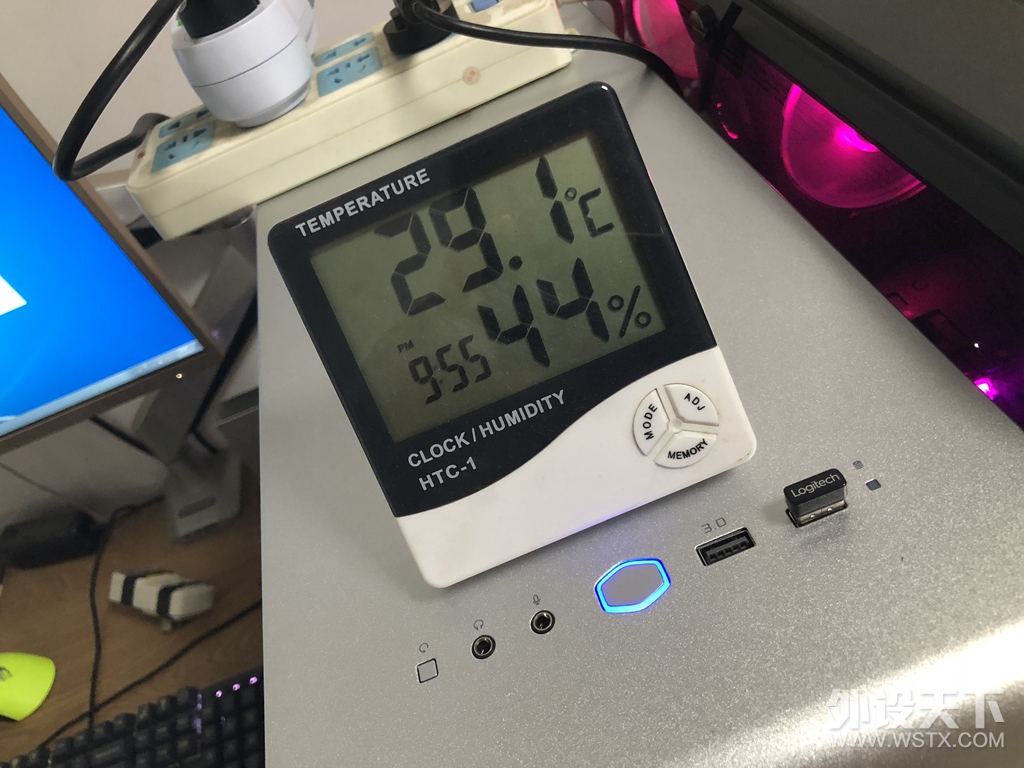 TEMPERATURE
29.1°C
PM
9:55
44%
CLOCK/HUMIDITY
HTC-1
MODE
ADJ
MEMORY
Logitech
3.0
外设天下
WWW.WSTX.COM